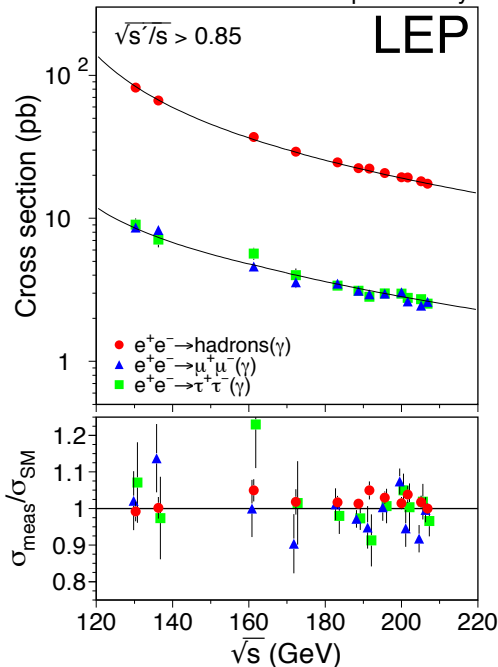 √s´/s > 0.85
LEP
Cross section (pb)
10²
10
1
e⁺e⁻→hadrons(γ)
e⁺e⁻→μ⁺μ⁻(γ)
e⁺e⁻→τ⁺τ⁻(γ)
σmeas/σSM
1.2
1.1
1
0.9
0.8
120 140 160 180 200 220
√s (GeV)